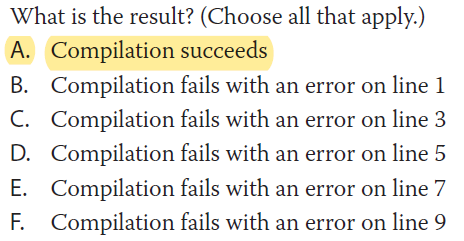 What is the result? (Choose all that apply.)
A. Compilation succeeds
B. Compilation fails with an error on line 1
C. Compilation fails with an error on line 3
D. Compilation fails with an error on line 5
E. Compilation fails with an error on line 7
F. Compilation fails with an error on line 9